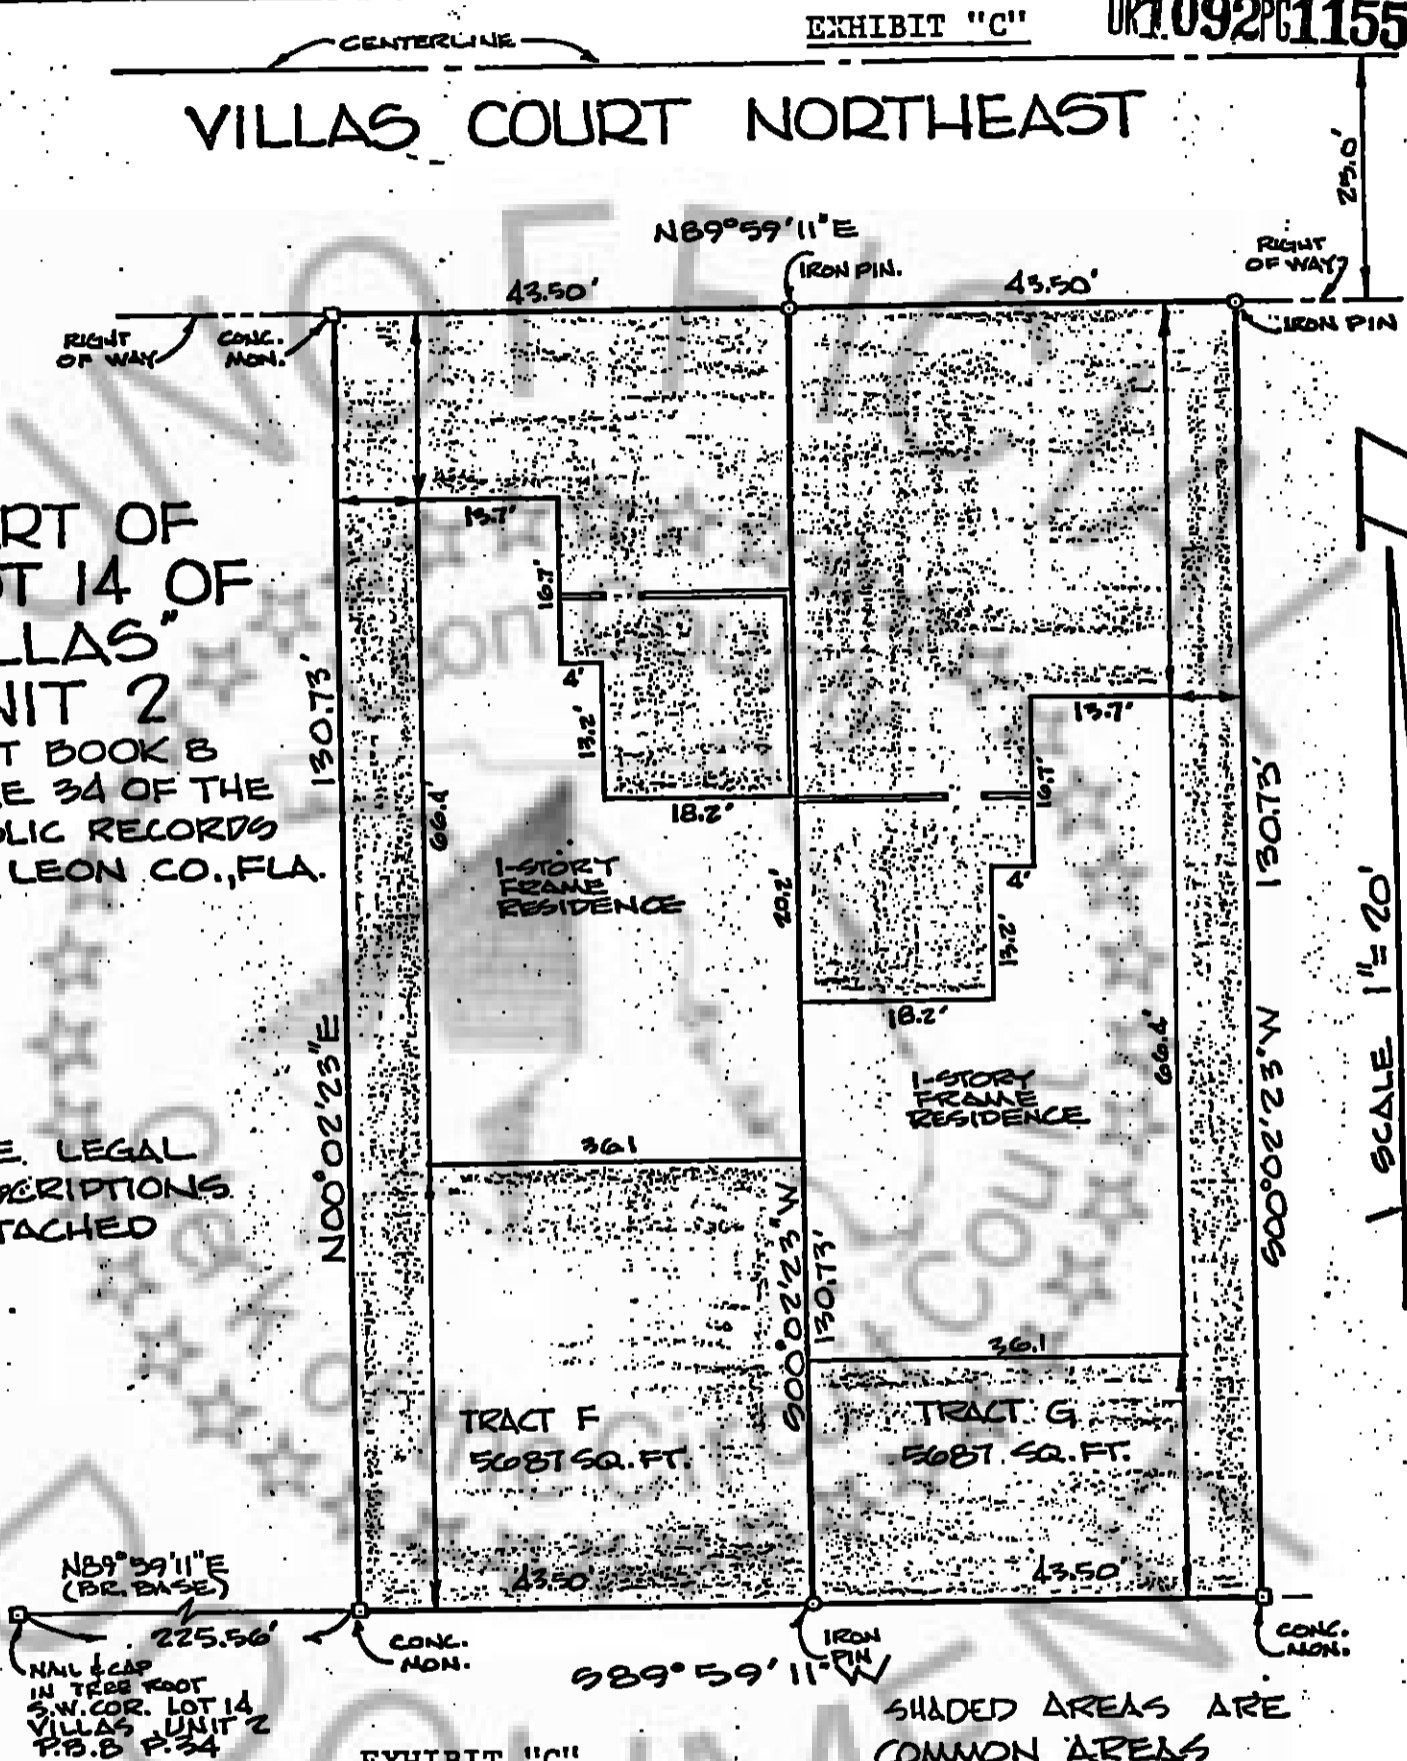 EXHIBIT "C"
1092PG1155
CENTERLINE
VILLAS COURT NORTHEAST
25.0'
N89°59'11"E
IRON PIN.
RIGHT
OF WAY
43.50'
43.50'
RIGHT
OF WAY
CONC.
MON.
IRON PIN
13.7'
16.7'
4'
13.2'
18.2'
ART OF
OT 14 OF
LLAS"
NIT 2
T BOOK 8
E 34 OF THE
BLIC RECORDS
LEON CO., FLA.
130.73'
66.4'
1-STORY
FRAME
RESIDENCE
20.2'
13.7'
16.7'
4'
13.2'
18.2'
130.73'
1-STORY
FRAME
RESIDENCE
66.4'
SCALE 1"=20'
N00°02'23"E
S00°02'23"W
E. LEGAL
SCRIPTIONS
TACHED
36.1
S00°02'23"W
130.73'
36.1
TRACT F
5687 SQ. FT.
TRACT G
5687 SQ. FT.
43.50'
43.50'
N89°59'11"E
(BR. BASE)
225.56'
NAIL & CAP
IN TREE ROOT
S.W. COR. LOT 14
VILLAS UNIT 2
P.B. 8 P. 34
CONC.
MON.
IRON
PIN
CONC.
MON.
S89°59'11"W
SHADED AREAS ARE
COMMON AREAS
EXHIBIT "C"